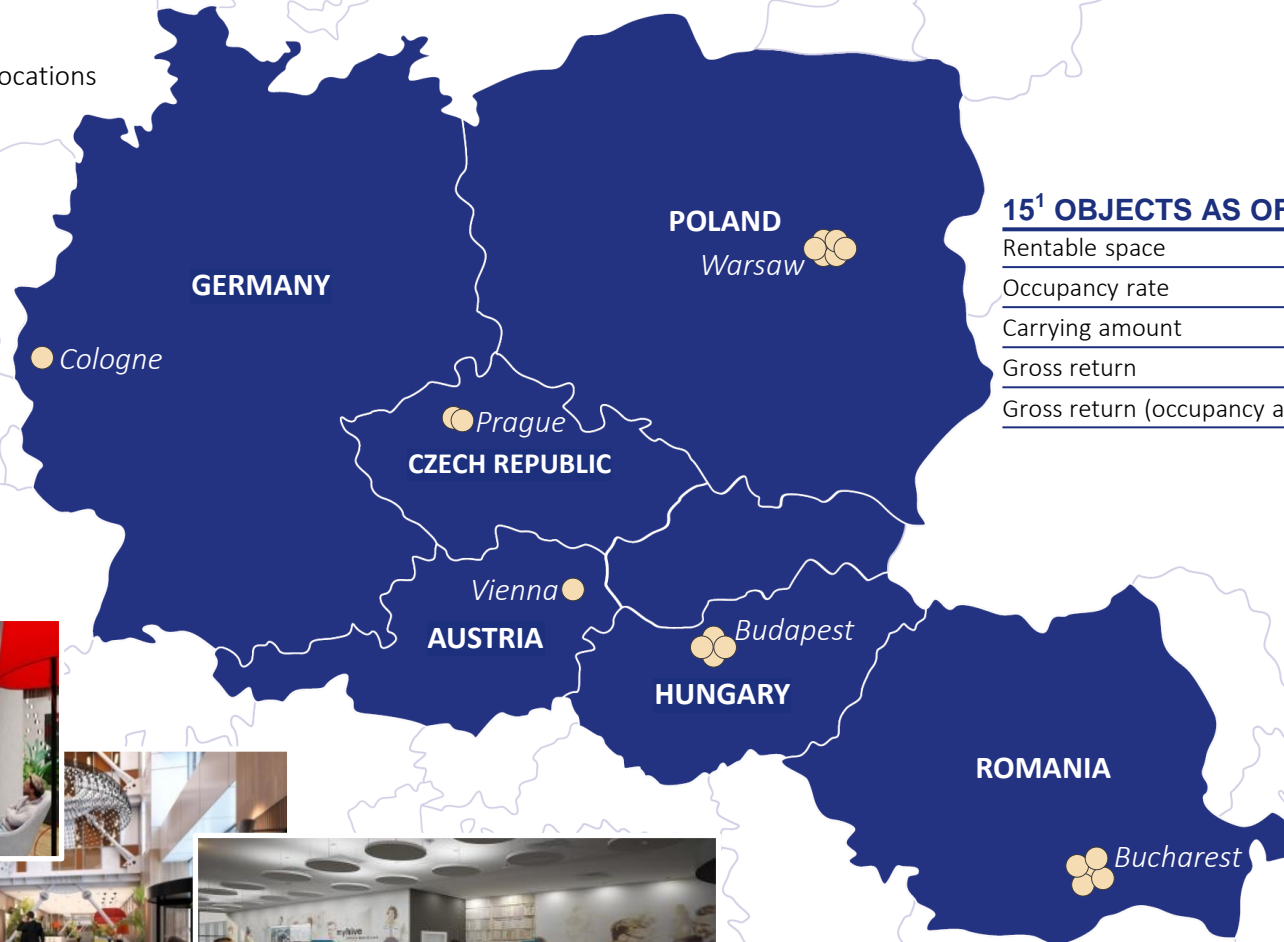 ocations
15¹ OBJECTS AS OF
Rentable space
Occupancy rate
Carrying amount
Gross return
Gross return (occupancy a
POLAND
Warsaw
GERMANY
Cologne
Prague
CZECH REPUBLIC
Vienna
AUSTRIA
Budapest
HUNGARY
ROMANIA
Bucharest
myhive